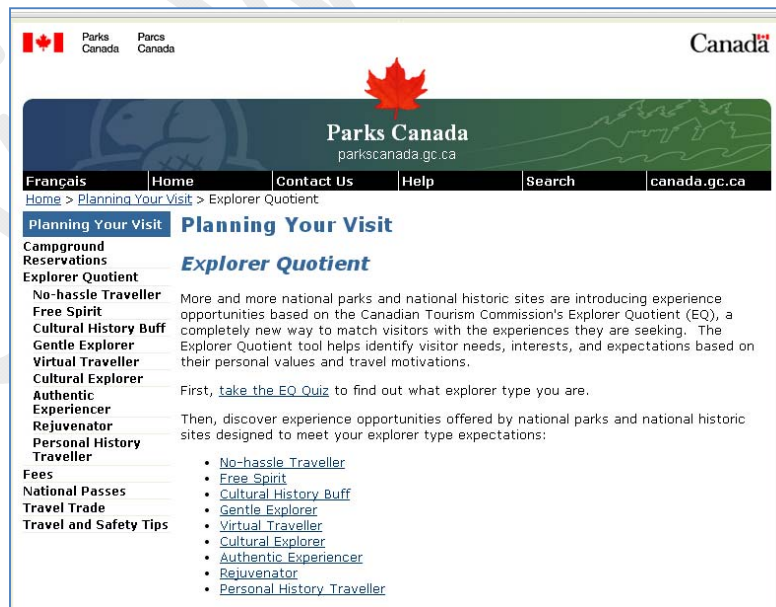 Parks Parcs
Canada Canada
Canada
Parks Canada
parkscanada.gc.ca
Français Home Contact Us Help Search canada.gc.ca
Home > Planning Your Visit > Explorer Quotient
Planning Your Visit
Campground
Reservations
Explorer Quotient
No-hassle Traveller
Free Spirit
Cultural History Buff
Gentle Explorer
Virtual Traveller
Cultural Explorer
Authentic
Experiencer
Rejuvenator
Personal History
Traveller
Fees
National Passes
Travel Trade
Travel and Safety Tips
Planning Your Visit
Explorer Quotient
More and more national parks and national historic sites are introducing experience
opportunities based on the Canadian Tourism Commission's Explorer Quotient (EQ), a
completely new way to match visitors with the experiences they are seeking. The
Explorer Quotient tool helps identify visitor needs, interests, and expectations based on
their personal values and travel motivations.
First, take the EQ Quiz to find out what explorer type you are.
Then, discover experience opportunities offered by national parks and national historic
sites designed to meet your explorer type expectations:
• No-hassle Traveller
• Free Spirit
• Cultural History Buff
• Gentle Explorer
• Virtual Traveller
• Cultural Explorer
• Authentic Experiencer
• Rejuvenator
• Personal History Traveller